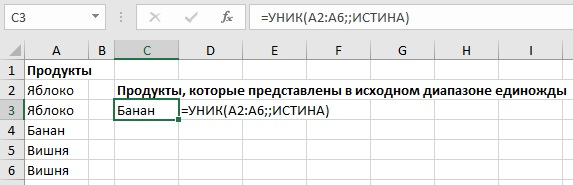 C3 =УНИК(A2:A6;;ИСТИНА)
A B C D E F G H I
1 Продукты
2 Яблоко Продукты, которые представлены в исходном диапазоне единожды
3 Яблоко Банан =УНИК(A2:A6;;ИСТИНА)
4 Банан
5 Вишня
6 Вишня